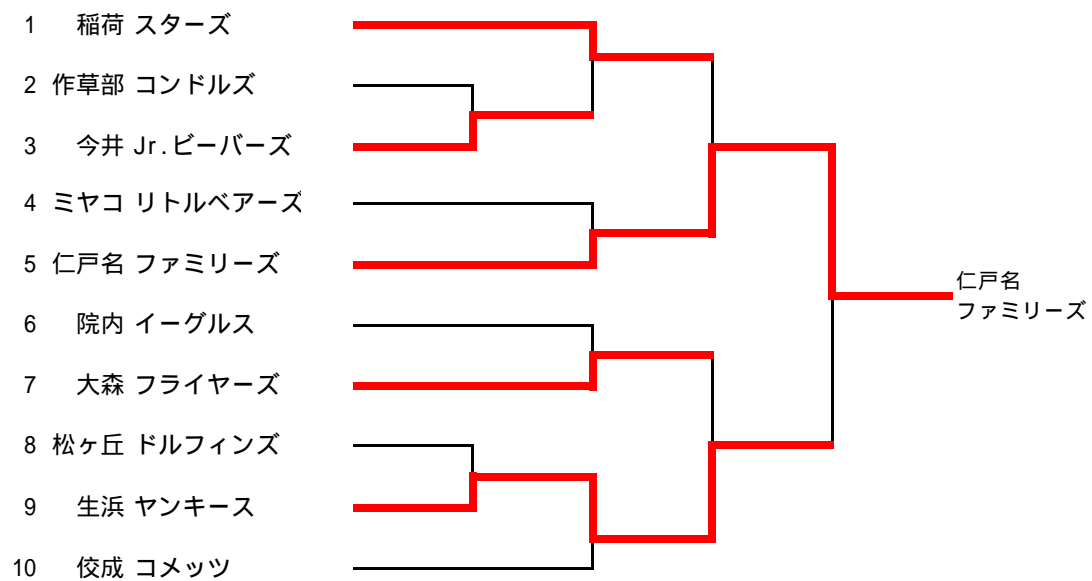 1 稲荷 スターズ
2 作草部 コンドルズ
3 今井 Jr.ビーバーズ
4 ミヤコ リトルベアーズ
5 仁戸名 ファミリーズ
6 院内 イーグルス
7 大森 フライヤーズ
8 松ヶ丘 ドルフィンズ
9 生浜 ヤンキース
10 佼成 コメッツ
仁戸名
ファミリーズ